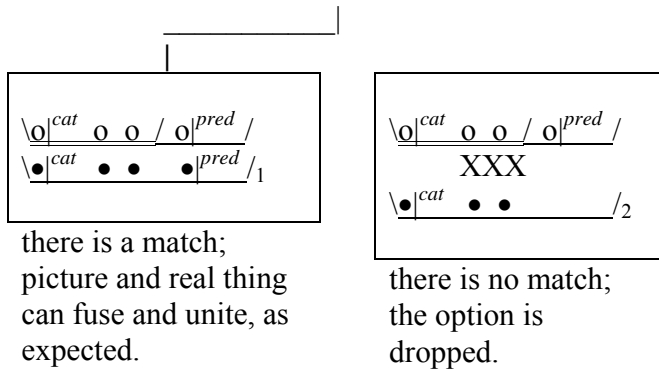 ____________|
|
\o|cat o o / o|pred /
\●|cat ● ● ●|pred /1
there is a match;
picture and real thing
can fuse and unite, as
expected.
\o|cat o o / o|pred /
XXX
\●|cat ● ● /2
there is no match;
the option is
dropped.